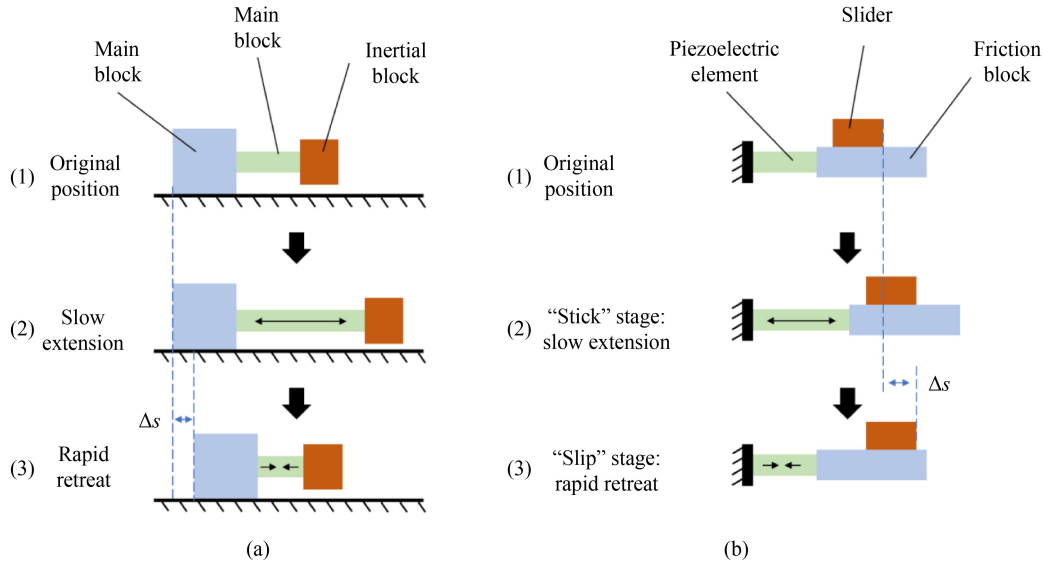 Main
block
Main
block
Inertial
block
(1)
Original
position
(2)
Slow
extension
Δs
(3)
Rapid
retreat
(a)
Slider
Piezoelectric
element
Friction
block
(1)
Original
position
(2)
“Stick” stage:
slow extension
Δs
(3)
“Slip” stage:
rapid retreat
(b)